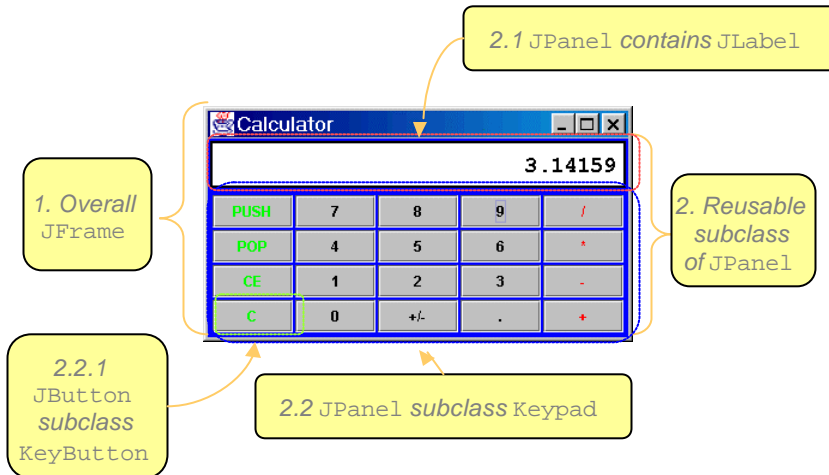 2.1 JPanel contains JLabel
Calculator
3.14159
1. Overall
JFrame
2. Reusable
subclass
of JPanel
PUSH 7 8 9 /
POP 4 5 6 *
CE 1 2 3 -
C 0 +/- . +
2.2.1
JButton
subclass
KeyButton
2.2 JPanel subclass Keypad